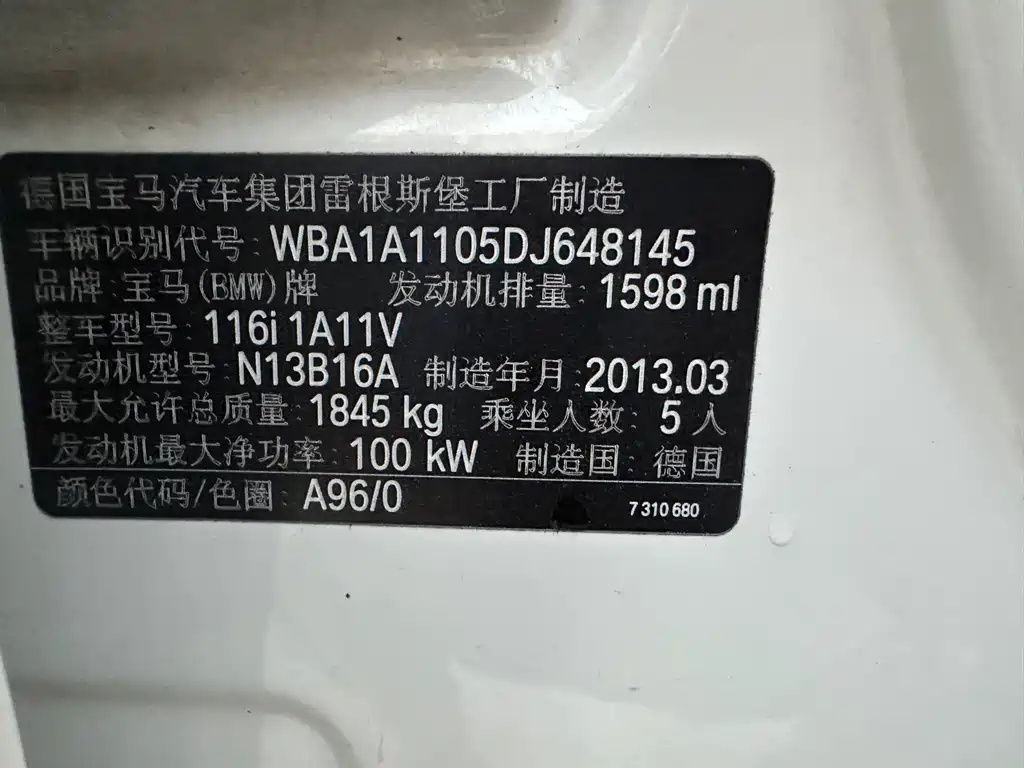 德国宝马汽车集团雷根斯堡工厂制造
车辆识别代号: WBA1A1105DJ648145
品牌: 宝马(BMW)牌 发动机排量: 1598 ml
整车型号: 116i 1A11V
发动机型号: N13B16A 制造年月: 2013.03
最大允许总质量: 1845 kg 乘坐人数: 5 人
发动机最大净功率: 100 kW 制造国: 德国
颜色代码/色圈: A96/0 7 310 680